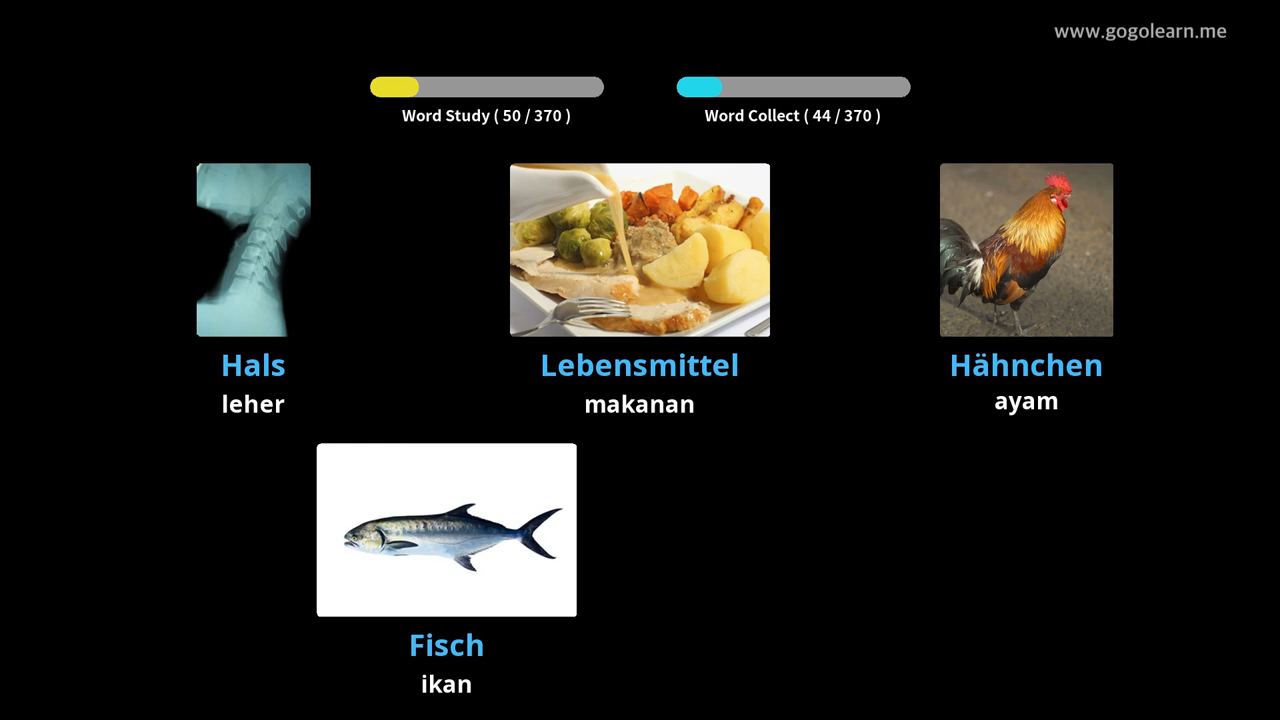 www.gogolearn.me
Word Study ( 50 / 370 )
Word Collect ( 44 / 370 )
Hals
leher
Lebensmittel
makanan
Hähnchen
ayam
Fisch
ikan